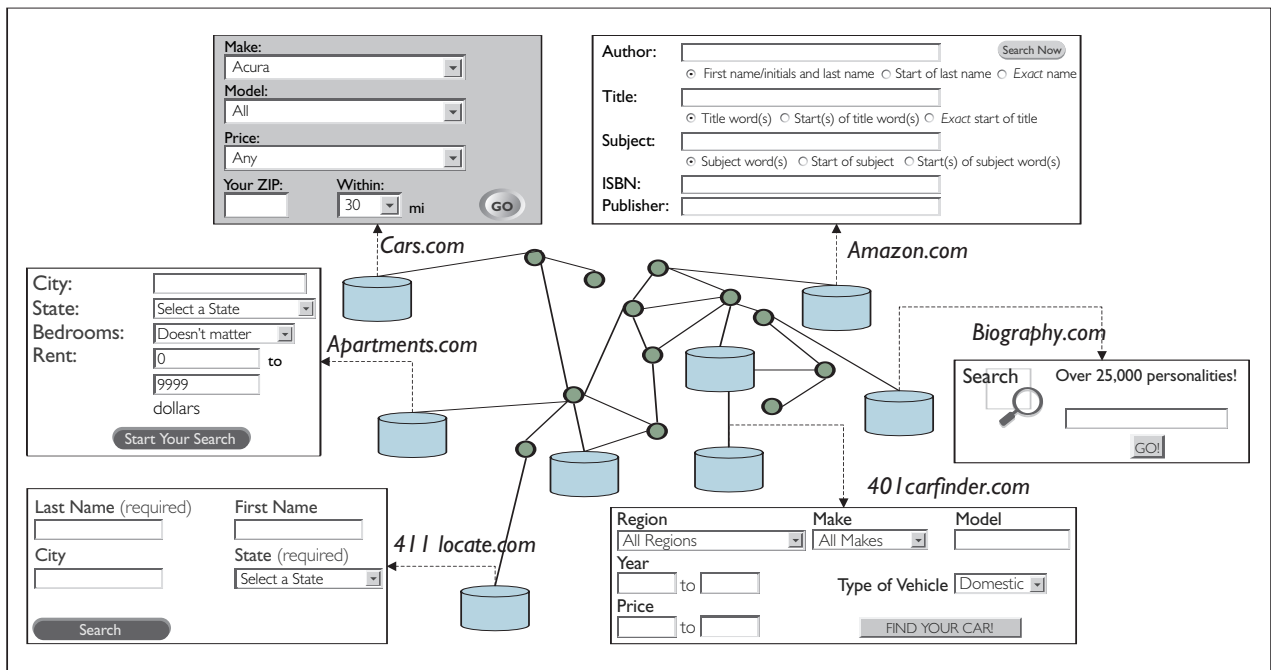 Make:
Acura
Model:
All
Price:
Any
Your ZIP:
Within:
30
mi
GO
Cars.com
Author:
Search Now
First name/initials and last name
Start of last name
Exact name
Title:
Title word(s)
Start(s) of title word(s)
Exact start of title
Subject:
Subject word(s)
Start of subject
Start(s) of subject word(s)
ISBN:
Publisher:
Amazon.com
City:
State:
Select a State
Bedrooms:
Doesn't matter
Rent:
0
to
9999
dollars
Start Your Search
Apartments.com
Biography.com
Search
Over 25,000 personalities!
GO!
Last Name (required)
First Name
City
State (required)
Select a State
Search
411 locate.com
401carfinder.com
Region
Make
Model
All Regions
All Makes
Year
to
Type of Vehicle
Domestic
Price
to
FIND YOUR CAR!